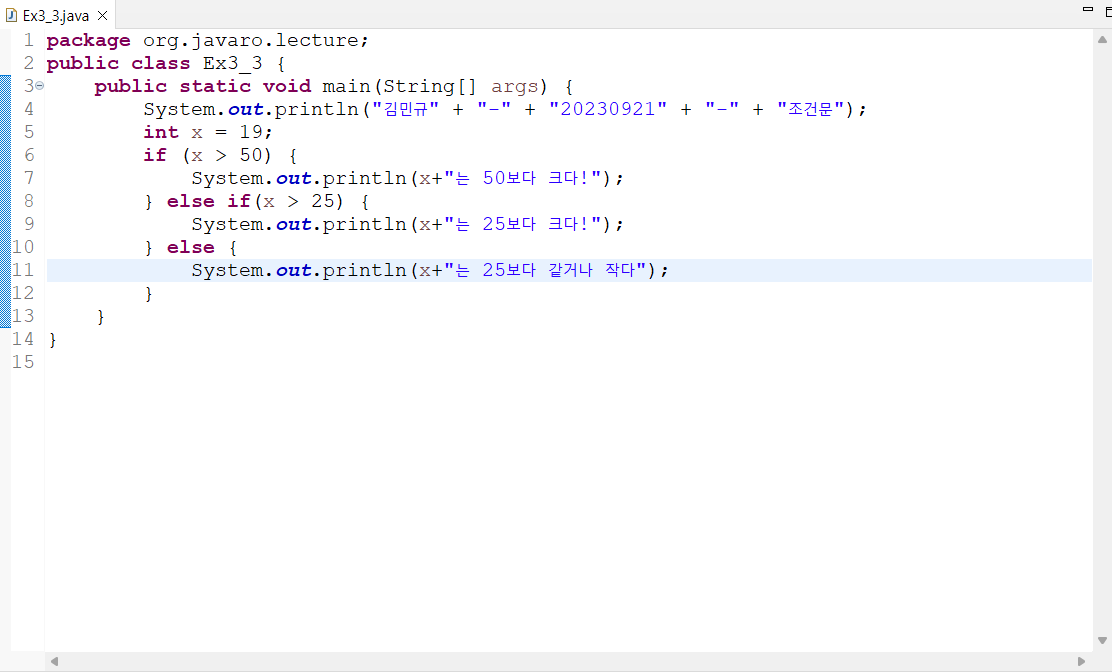 Ex3_3.java
1 package org.javaro.lecture;
2 public class Ex3_3 {
3     public static void main(String[] args) {
4         System.out.println("김민규" + "-" + "20230921" + "-" + "조건문");
5         int x = 19;
6         if (x > 50) {
7             System.out.println(x+"는 50보다 크다!");
8         } else if(x > 25) {
9             System.out.println(x+"는 25보다 크다!");
10         } else {
11             System.out.println(x+"는 25보다 같거나 작다");
12         }
13     }
14 }
15